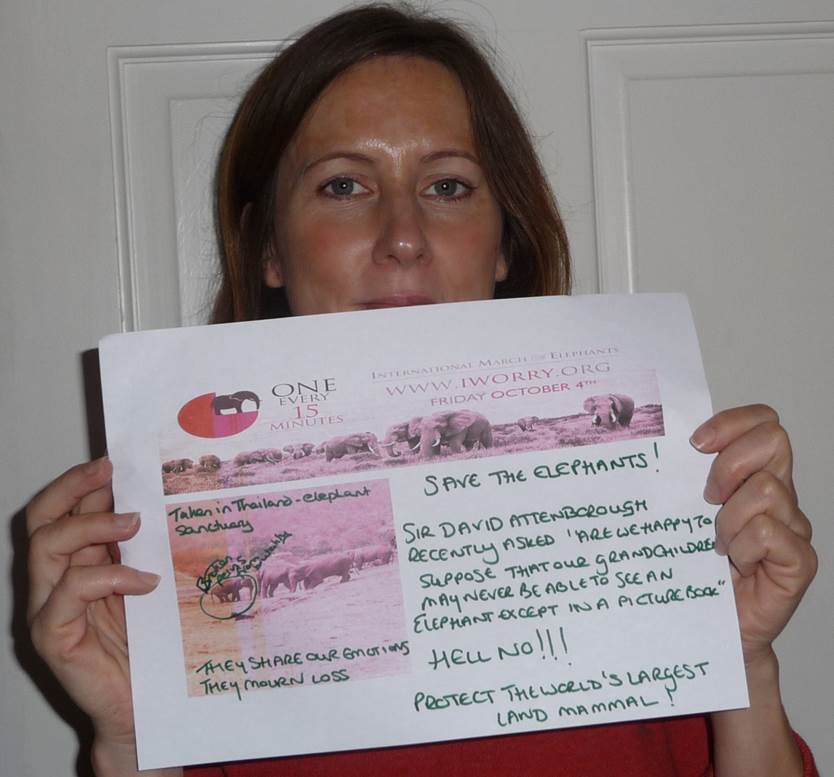 ONE
EVERY
15
MINUTES
INTERNATIONAL MARCH FOR ELEPHANTS
WWW.IWORRY.ORG
FRIDAY OCTOBER 4TH
Taken in Thailand - elephant
sanctuary
THEY SHARE OUR EMOTIONS
THEY MOURN LOSS
SAVE THE ELEPHANTS!
SIR DAVID ATTENBOROUGH
RECENTLY ASKED 'ARE WE HAPPY TO
SUPPOSE THAT OUR GRANDCHILDREN
MAY NEVER BE ABLE TO SEE AN
ELEPHANT EXCEPT IN A PICTURE BOOK"
HELL NO!!!
PROTECT THE WORLD'S LARGEST
LAND MAMMAL!